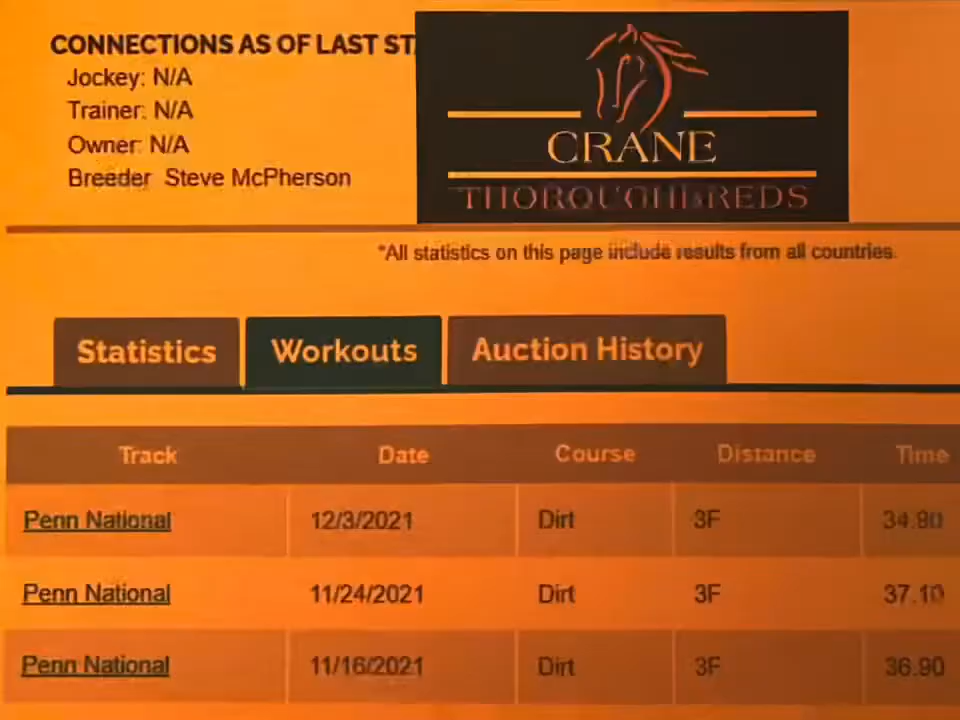 CONNECTIONS AS OF LAST
Jockey: N/A
Trainer: N/A
Owner: N/A
Breeder Steve McPherson
CRANE
THOROUGHBREDS
*All statistics on this page include results from all countries.
Statistics Workouts Auction History
Track Date Course Distance Time
Penn National 12/3/2021 Dirt 3F 34.90
Penn National 11/24/2021 Dirt 3F 37.10
Penn National 11/16/2021 Dirt 3F 36.90